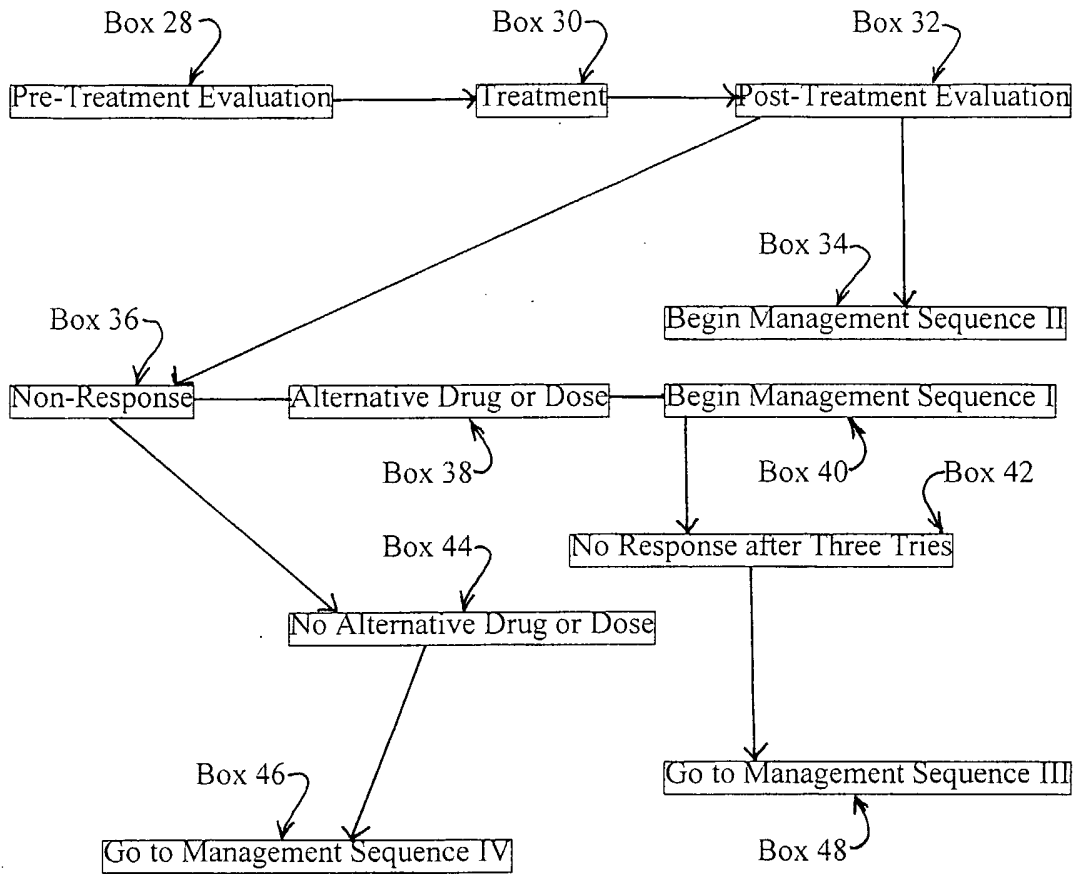 Box 28
Box 30
Box 32
Pre-Treatment Evaluation
Treatment
Post-Treatment Evaluation
Box 34
Begin Management Sequence II
Box 36
Non-Response
Alternative Drug or Dose
Begin Management Sequence I
Box 38
Box 40
Box 42
Box 44
No Response after Three Tries
No Alternative Drug or Dose
Box 46
Go to Management Sequence III
Go to Management Sequence IV
Box 48